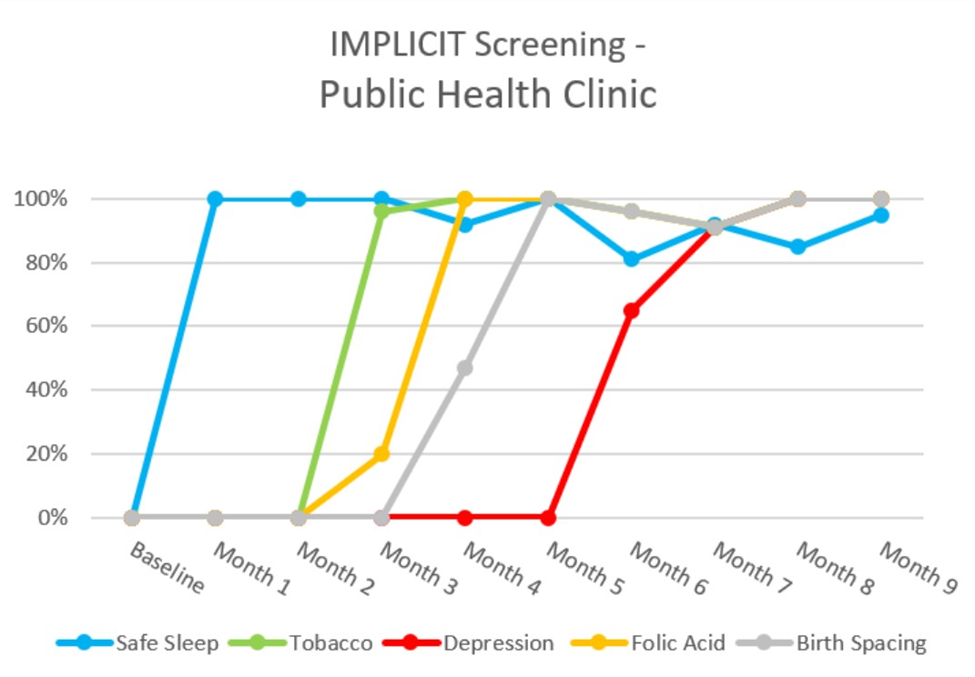 IMPLICIT Screening -
Public Health Clinic
100%
80%
60%
40%
20%
0%
Baseline
Month 1
Month 2
Month 3
Month 4
Month 5
Month 6
Month 7
Month 8
Month 9
Safe Sleep
Tobacco
Depression
Folic Acid
Birth Spacing